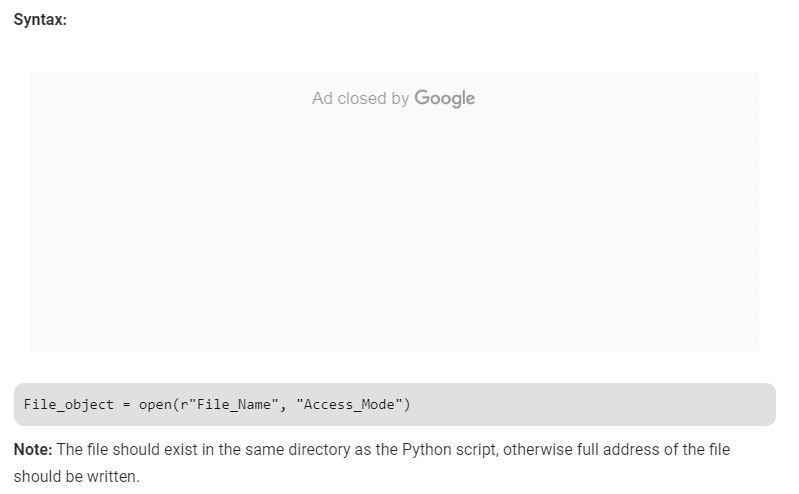 Syntax:
Ad closed by Google
File_object = open(r"File_Name", "Access_Mode")
Note: The file should exist in the same directory as the Python script, otherwise full address of the file
should be written.